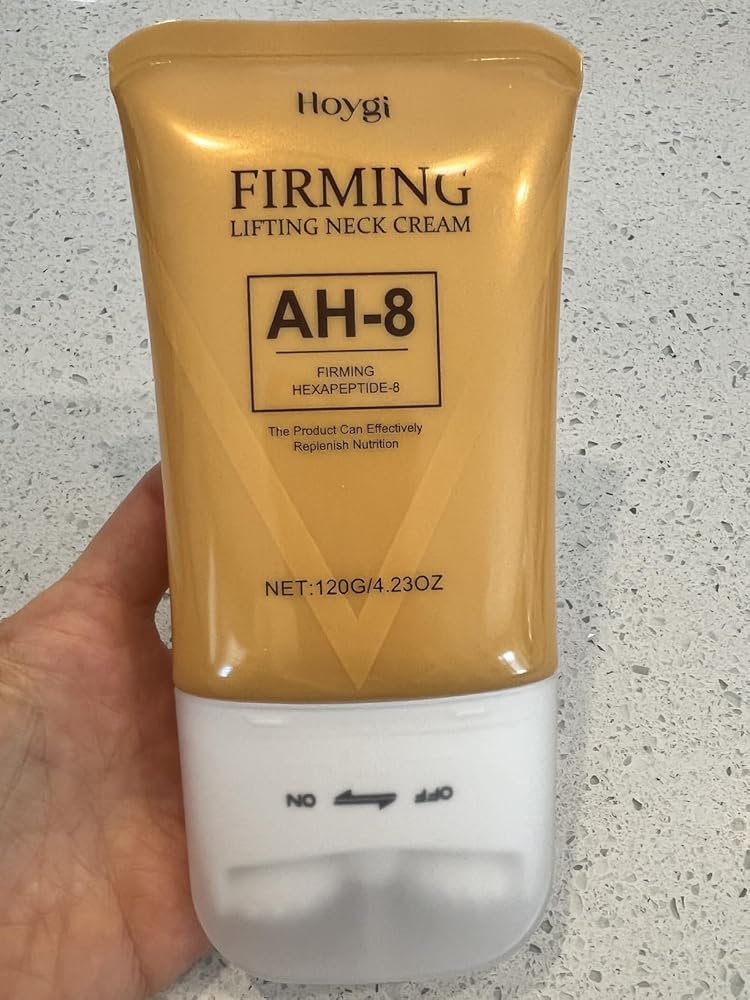 Hoygi
FIRMING
LIFTING NECK CREAM
AH-8
FIRMING
HEXAPEPTIDE-8
The Product Can Effectively
Replenish Nutrition
NET:120G/4.23OZ
OFF ON